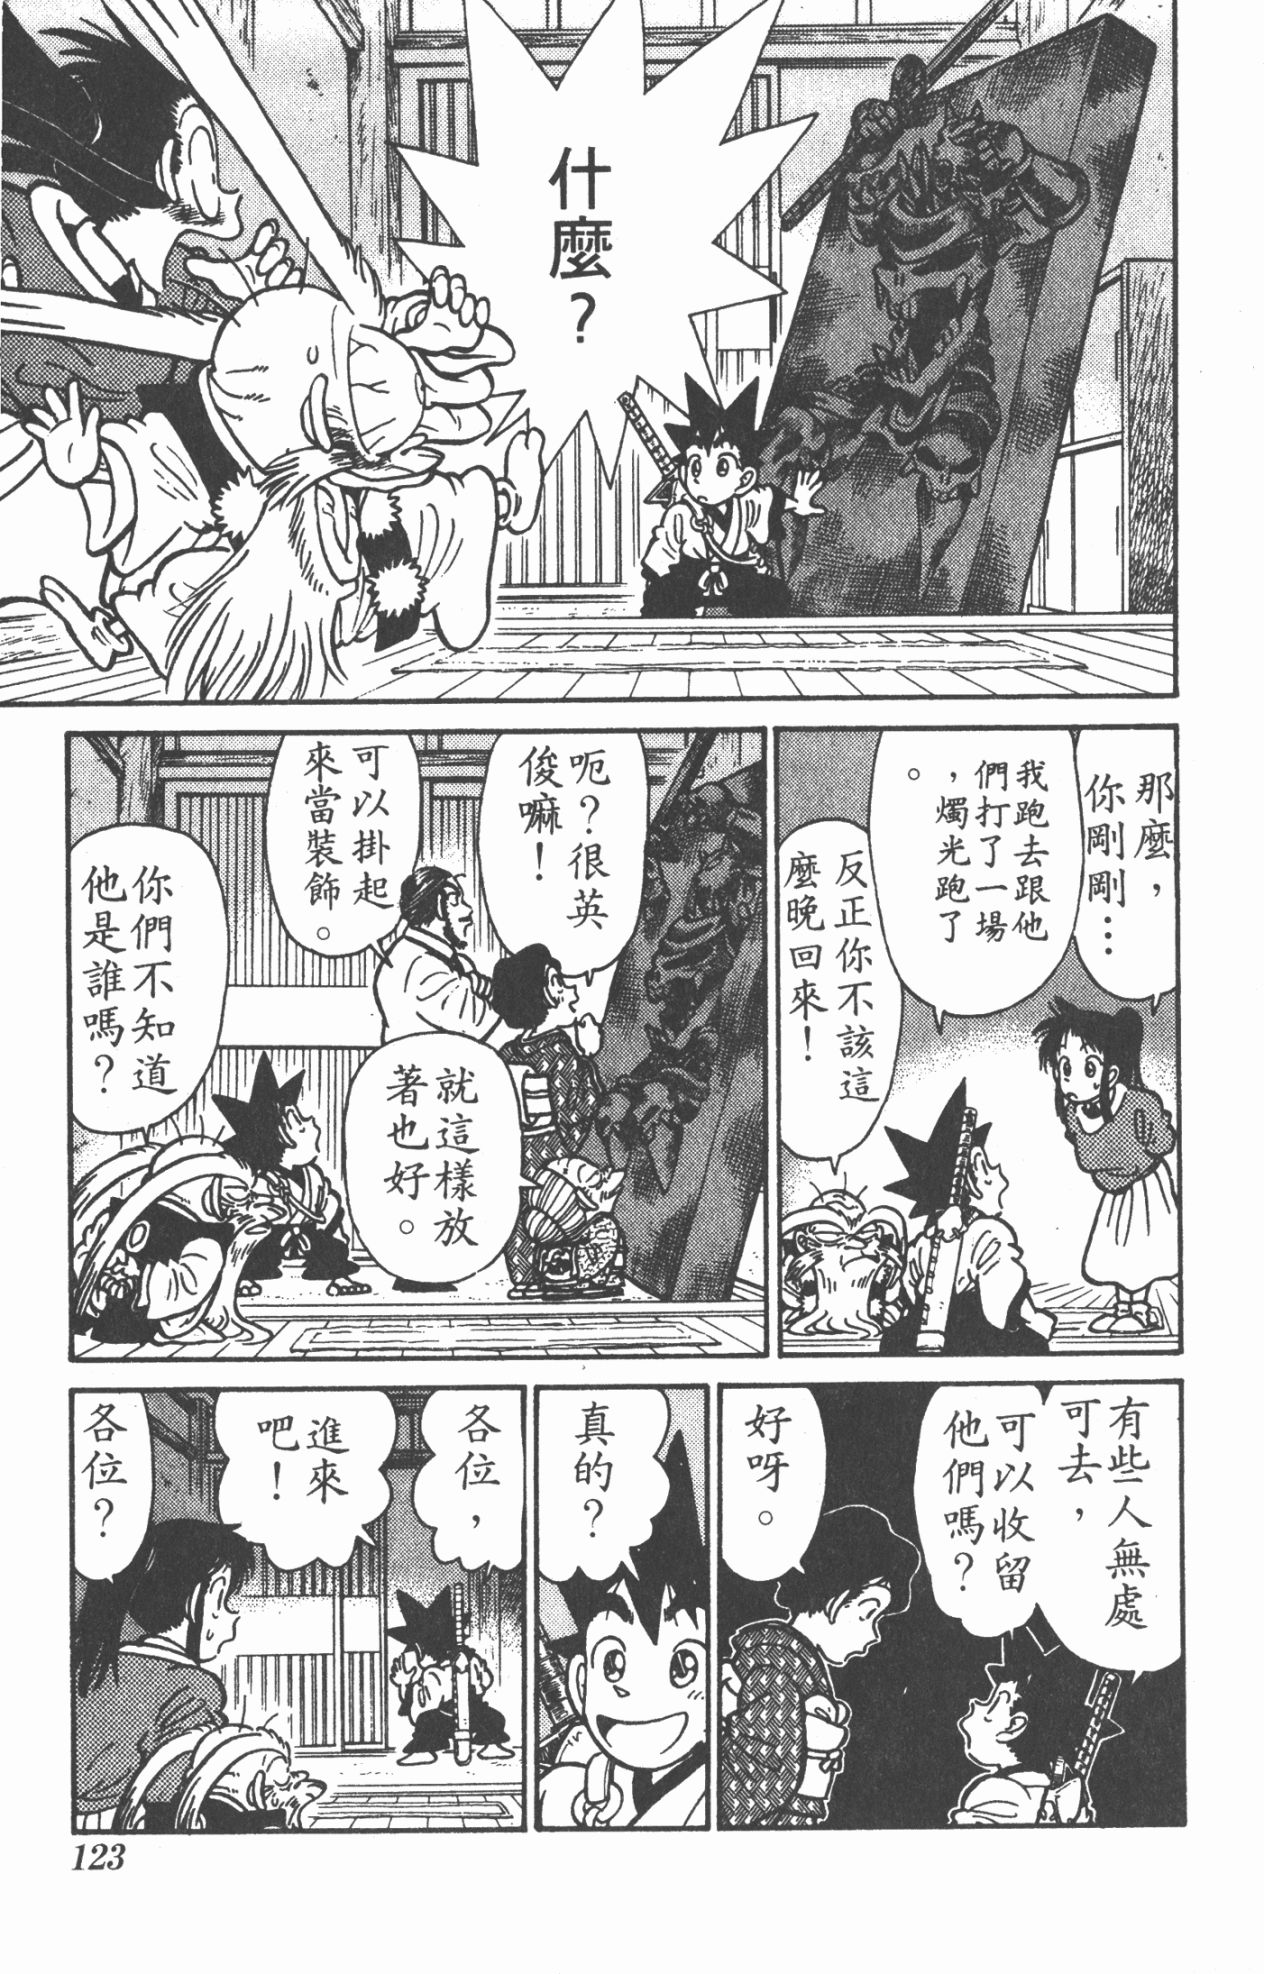 什麼？
那麼，
你剛剛…
我跑去跟他
們打了一場
，燭光跑了
。
反正你不該這
麼晚回來！
呃？很英
俊嘛！
可以掛起
來當裝飾。
就這樣放
著也好。
你們不知道
他是誰嗎？
有些人無處
可去，
可以收留
他們嗎？
好呀。
真的？
各位，
進來
吧！
各位？
123